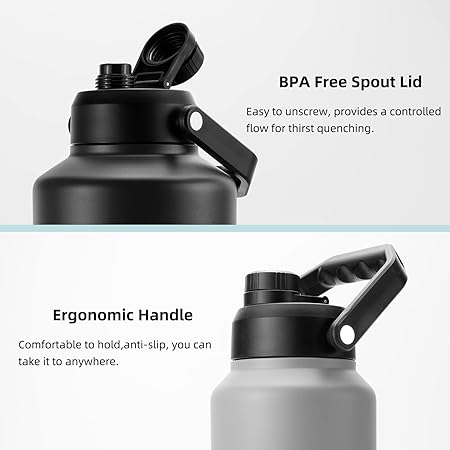 BPA Free Spout Lid
Easy to unscrew, provides a controlled
flow for thirst quenching.
Ergonomic Handle
Comfortable to hold,anti-slip, you can
take it to anywhere.